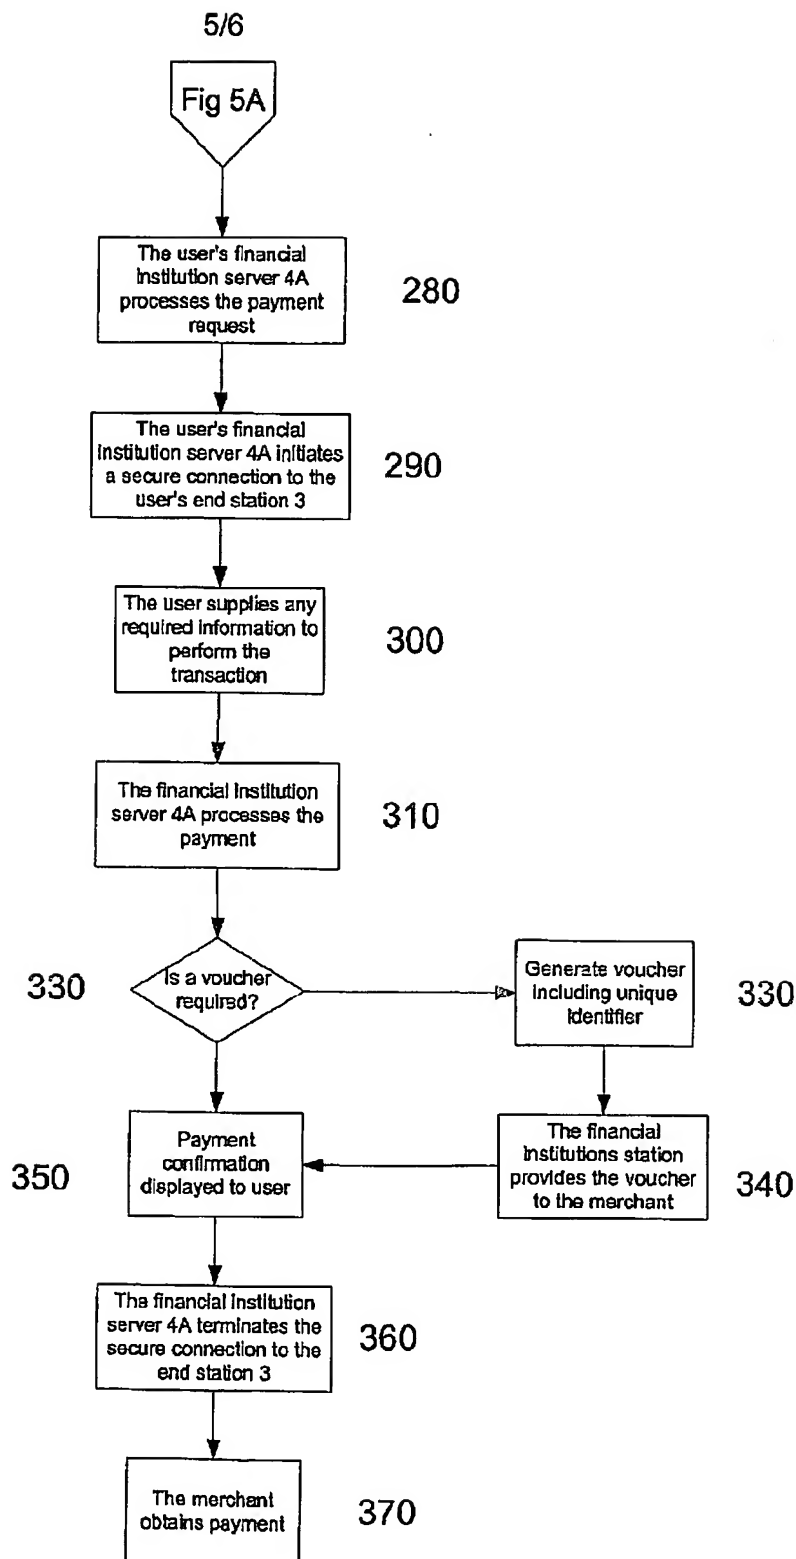 5/6
Fig 5A
The user's financial
institution server 4A
processes the payment
request
280
The user's financial
institution server 4A initiates
a secure connection to the
user's end station 3
290
The user supplies any
required information to
perform the
transaction
300
The financial institution
server 4A processes the
payment
310
330
Is a voucher
required?
Generate voucher
including unique
identifier
330
350
Payment
confirmation
displayed to user
The financial
institutions station
provides the voucher
to the merchant
340
The financial institution
server 4A terminates the
secure connection to the
end station 3
360
The merchant
obtains payment
370